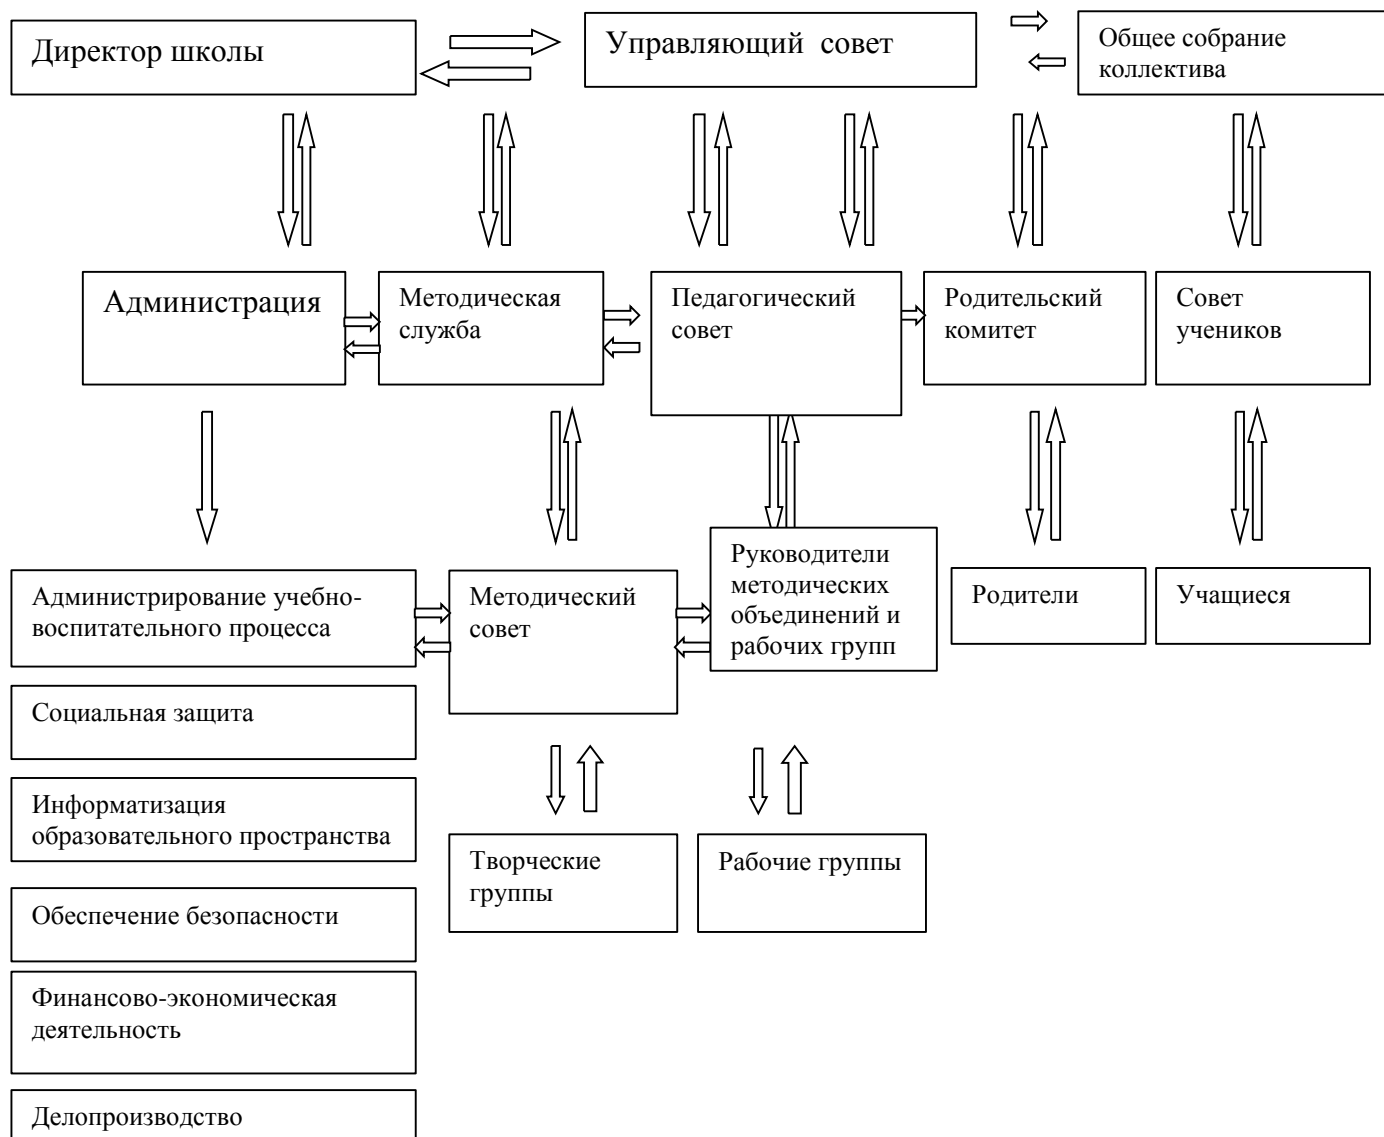 Директор школы
Управляющий совет
Общее собрание
коллектива
Администрация
Методическая
служба
Педагогический
совет
Родительский
комитет
Совет
учеников
Администрирование учебно-
воспитательного процесса
Методический
совет
Руководители
методических
объединений и
рабочих групп
Родители
Учащиеся
Социальная защита
Информатизация
образовательного пространства
Творческие
группы
Рабочие группы
Обеспечение безопасности
Финансово-экономическая
деятельность
Делопроизводство